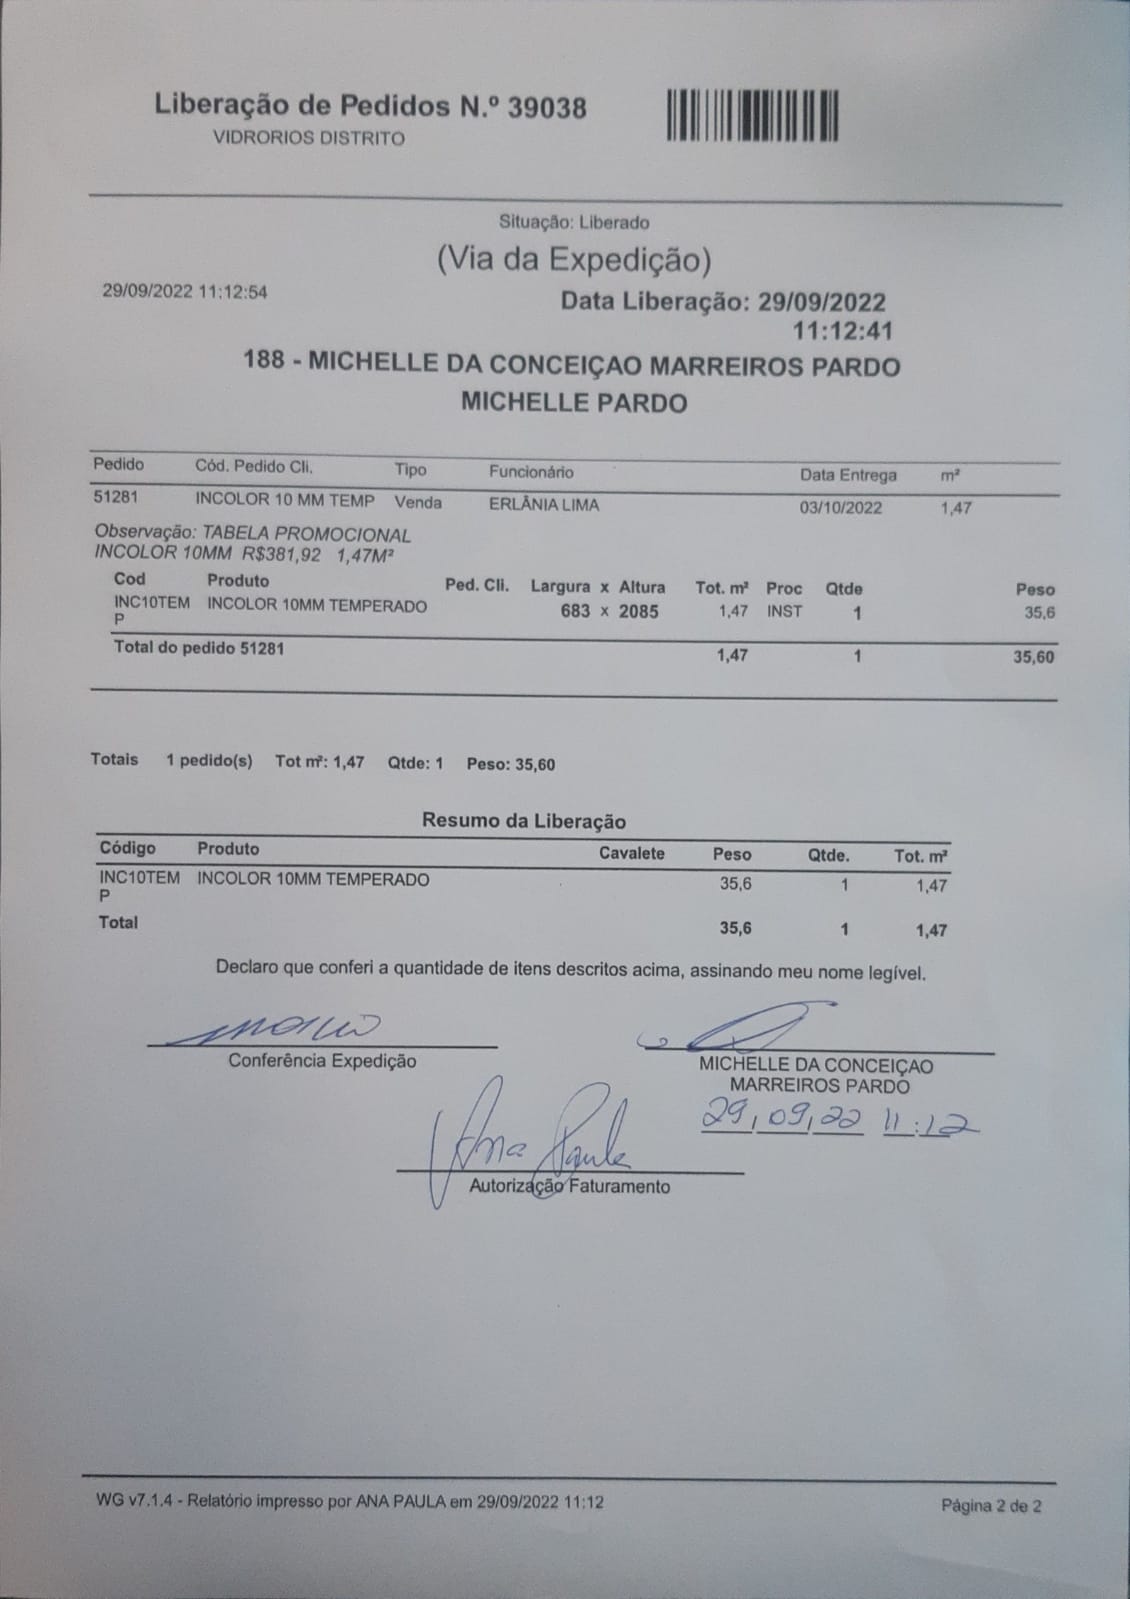 Liberação de Pedidos N.º 39038
VIDRORIOS DISTRITO
Situação: Liberado
(Via da Expedição)
29/09/2022 11:12:54
Data Liberação: 29/09/2022
11:12:41
188 - MICHELLE DA CONCEIÇAO MARREIROS PARDO
MICHELLE PARDO
Pedido Cód. Pedido Cli. Tipo Funcionário Data Entrega m²
51281 INCOLOR 10 MM TEMP Venda ERLÂNIA LIMA 03/10/2022 1,47
Observação: TABELA PROMOCIONAL
INCOLOR 10MM R$381,92 1,47M²
Cod Produto Ped. Cli. Largura x Altura Tot. m² Proc Qtde Peso
INC10TEM INCOLOR 10MM TEMPERADO 683 x 2085 1,47 INST 1 35,6
P
Total do pedido 51281 1,47 1 35,60
Totais 1 pedido(s) Tot m²: 1,47 Qtde: 1 Peso: 35,60
Resumo da Liberação
Código Produto Cavalete Peso Qtde. Tot. m²
INC10TEM INCOLOR 10MM TEMPERADO 35,6 1 1,47
P
Total 35,6 1 1,47
Declaro que conferi a quantidade de itens descritos acima, assinando meu nome legível.
Conferência Expedição
MICHELLE DA CONCEIÇAO
MARREIROS PARDO
29,09,22 11:12
Ana Paula
Autorização Faturamento
WG v7.1.4 - Relatório impresso por ANA PAULA em 29/09/2022 11:12
Página 2 de 2